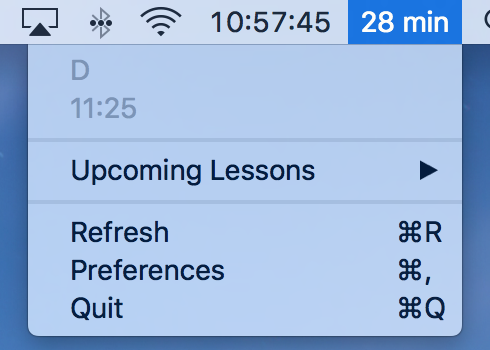 10:57:45 28 min
D
11:25
Upcoming Lessons ▶
Refresh ⌘R
Preferences ⌘,
Quit ⌘Q